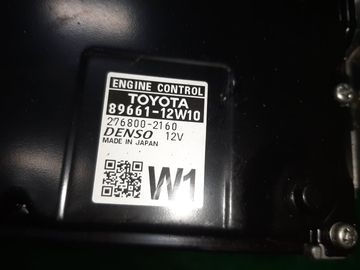 ENGINE CONTROL
TOYOTA
89661-12W10
276800-2160
DENSO 12V
MADE IN JAPAN
W1